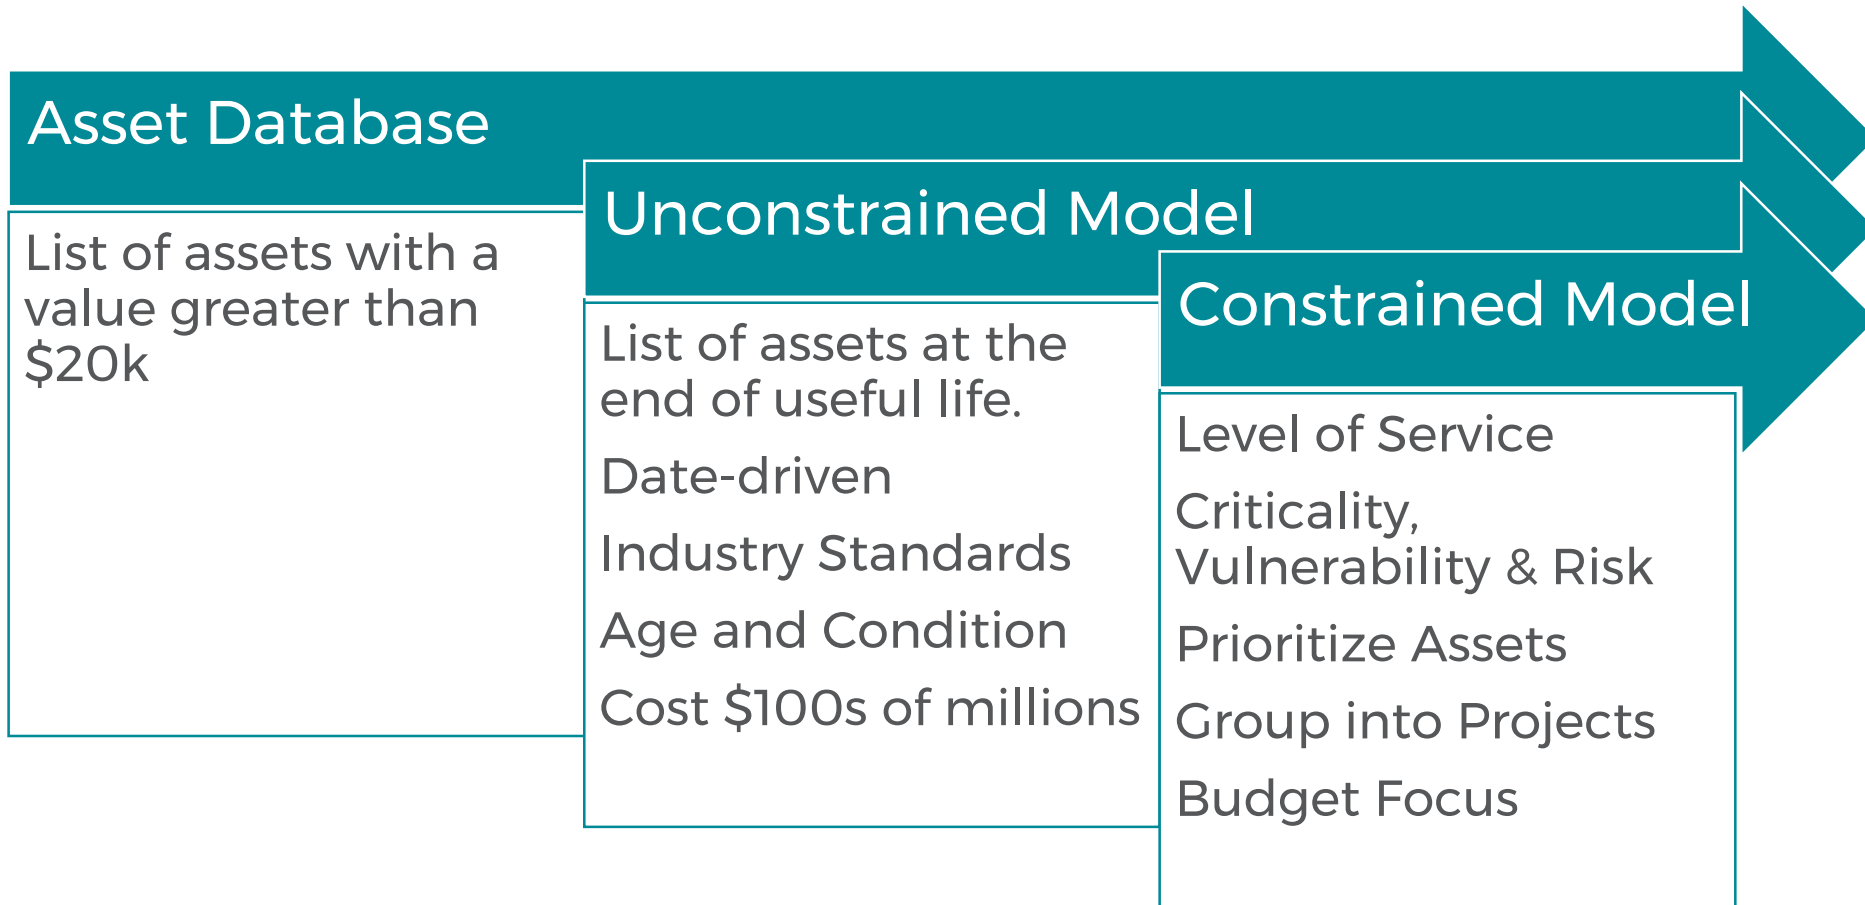 Asset Database
List of assets with a
value greater than
$20k
Unconstrained Model
List of assets at the
end of useful life.
Date-driven
Industry Standards
Age and Condition
Cost $100s of millions
Constrained Model
Level of Service
Criticality,
Vulnerability & Risk
Prioritize Assets
Group into Projects
Budget Focus